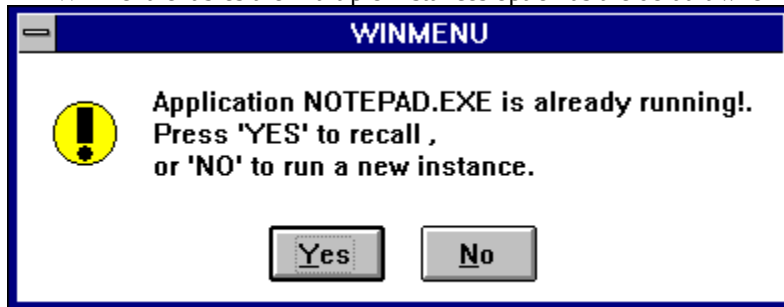 WINMENU
Application NOTEPAD.EXE is already running!.
Press 'YES' to recall ,
or 'NO' to run a new instance.
Yes
No